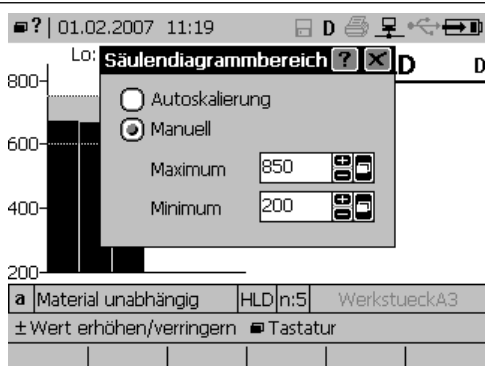 ? 01.02.2007 11:19 D
Lo: Säulendiagrammbereich ? X D D
800
Autoskalierung
Manuell
600
Maximum 850
400
Minimum 200
200
a Material unabhängig HLD n:5 WerkstueckA3
± Wert erhöhen/verringern Tastatur